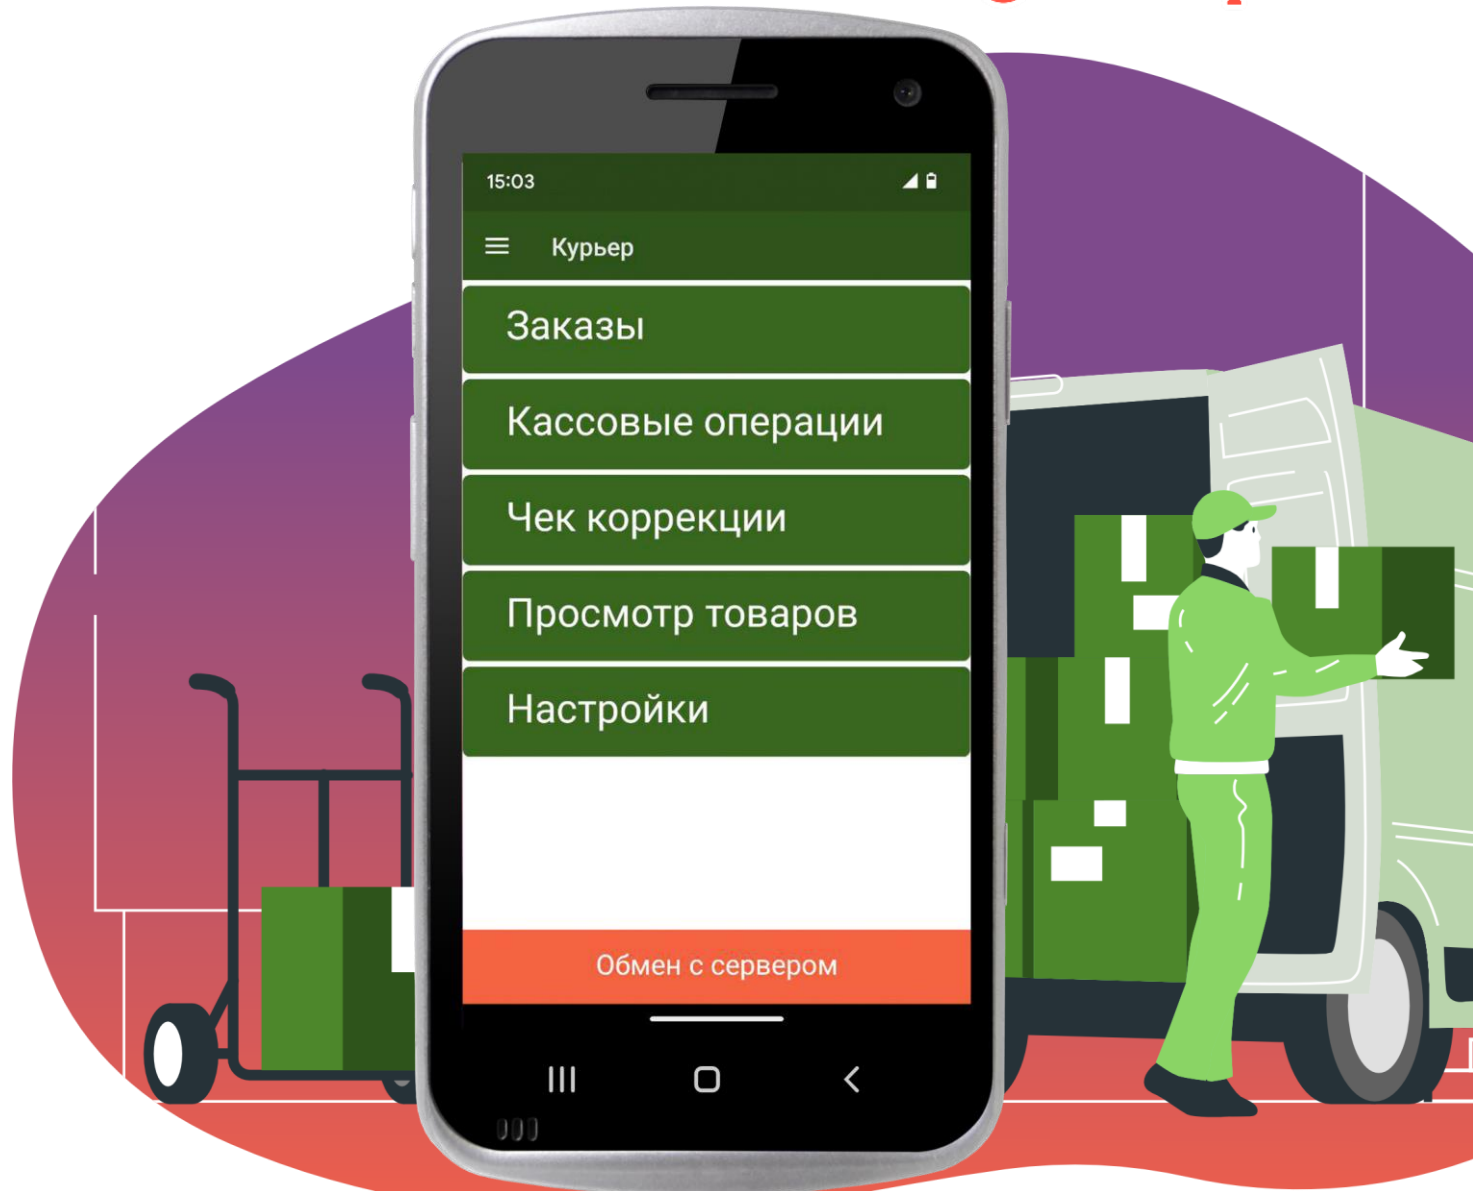 15:03
Курьер
Заказы
Кассовые операции
Чек коррекции
Просмотр товаров
Настройки
Обмен с сервером